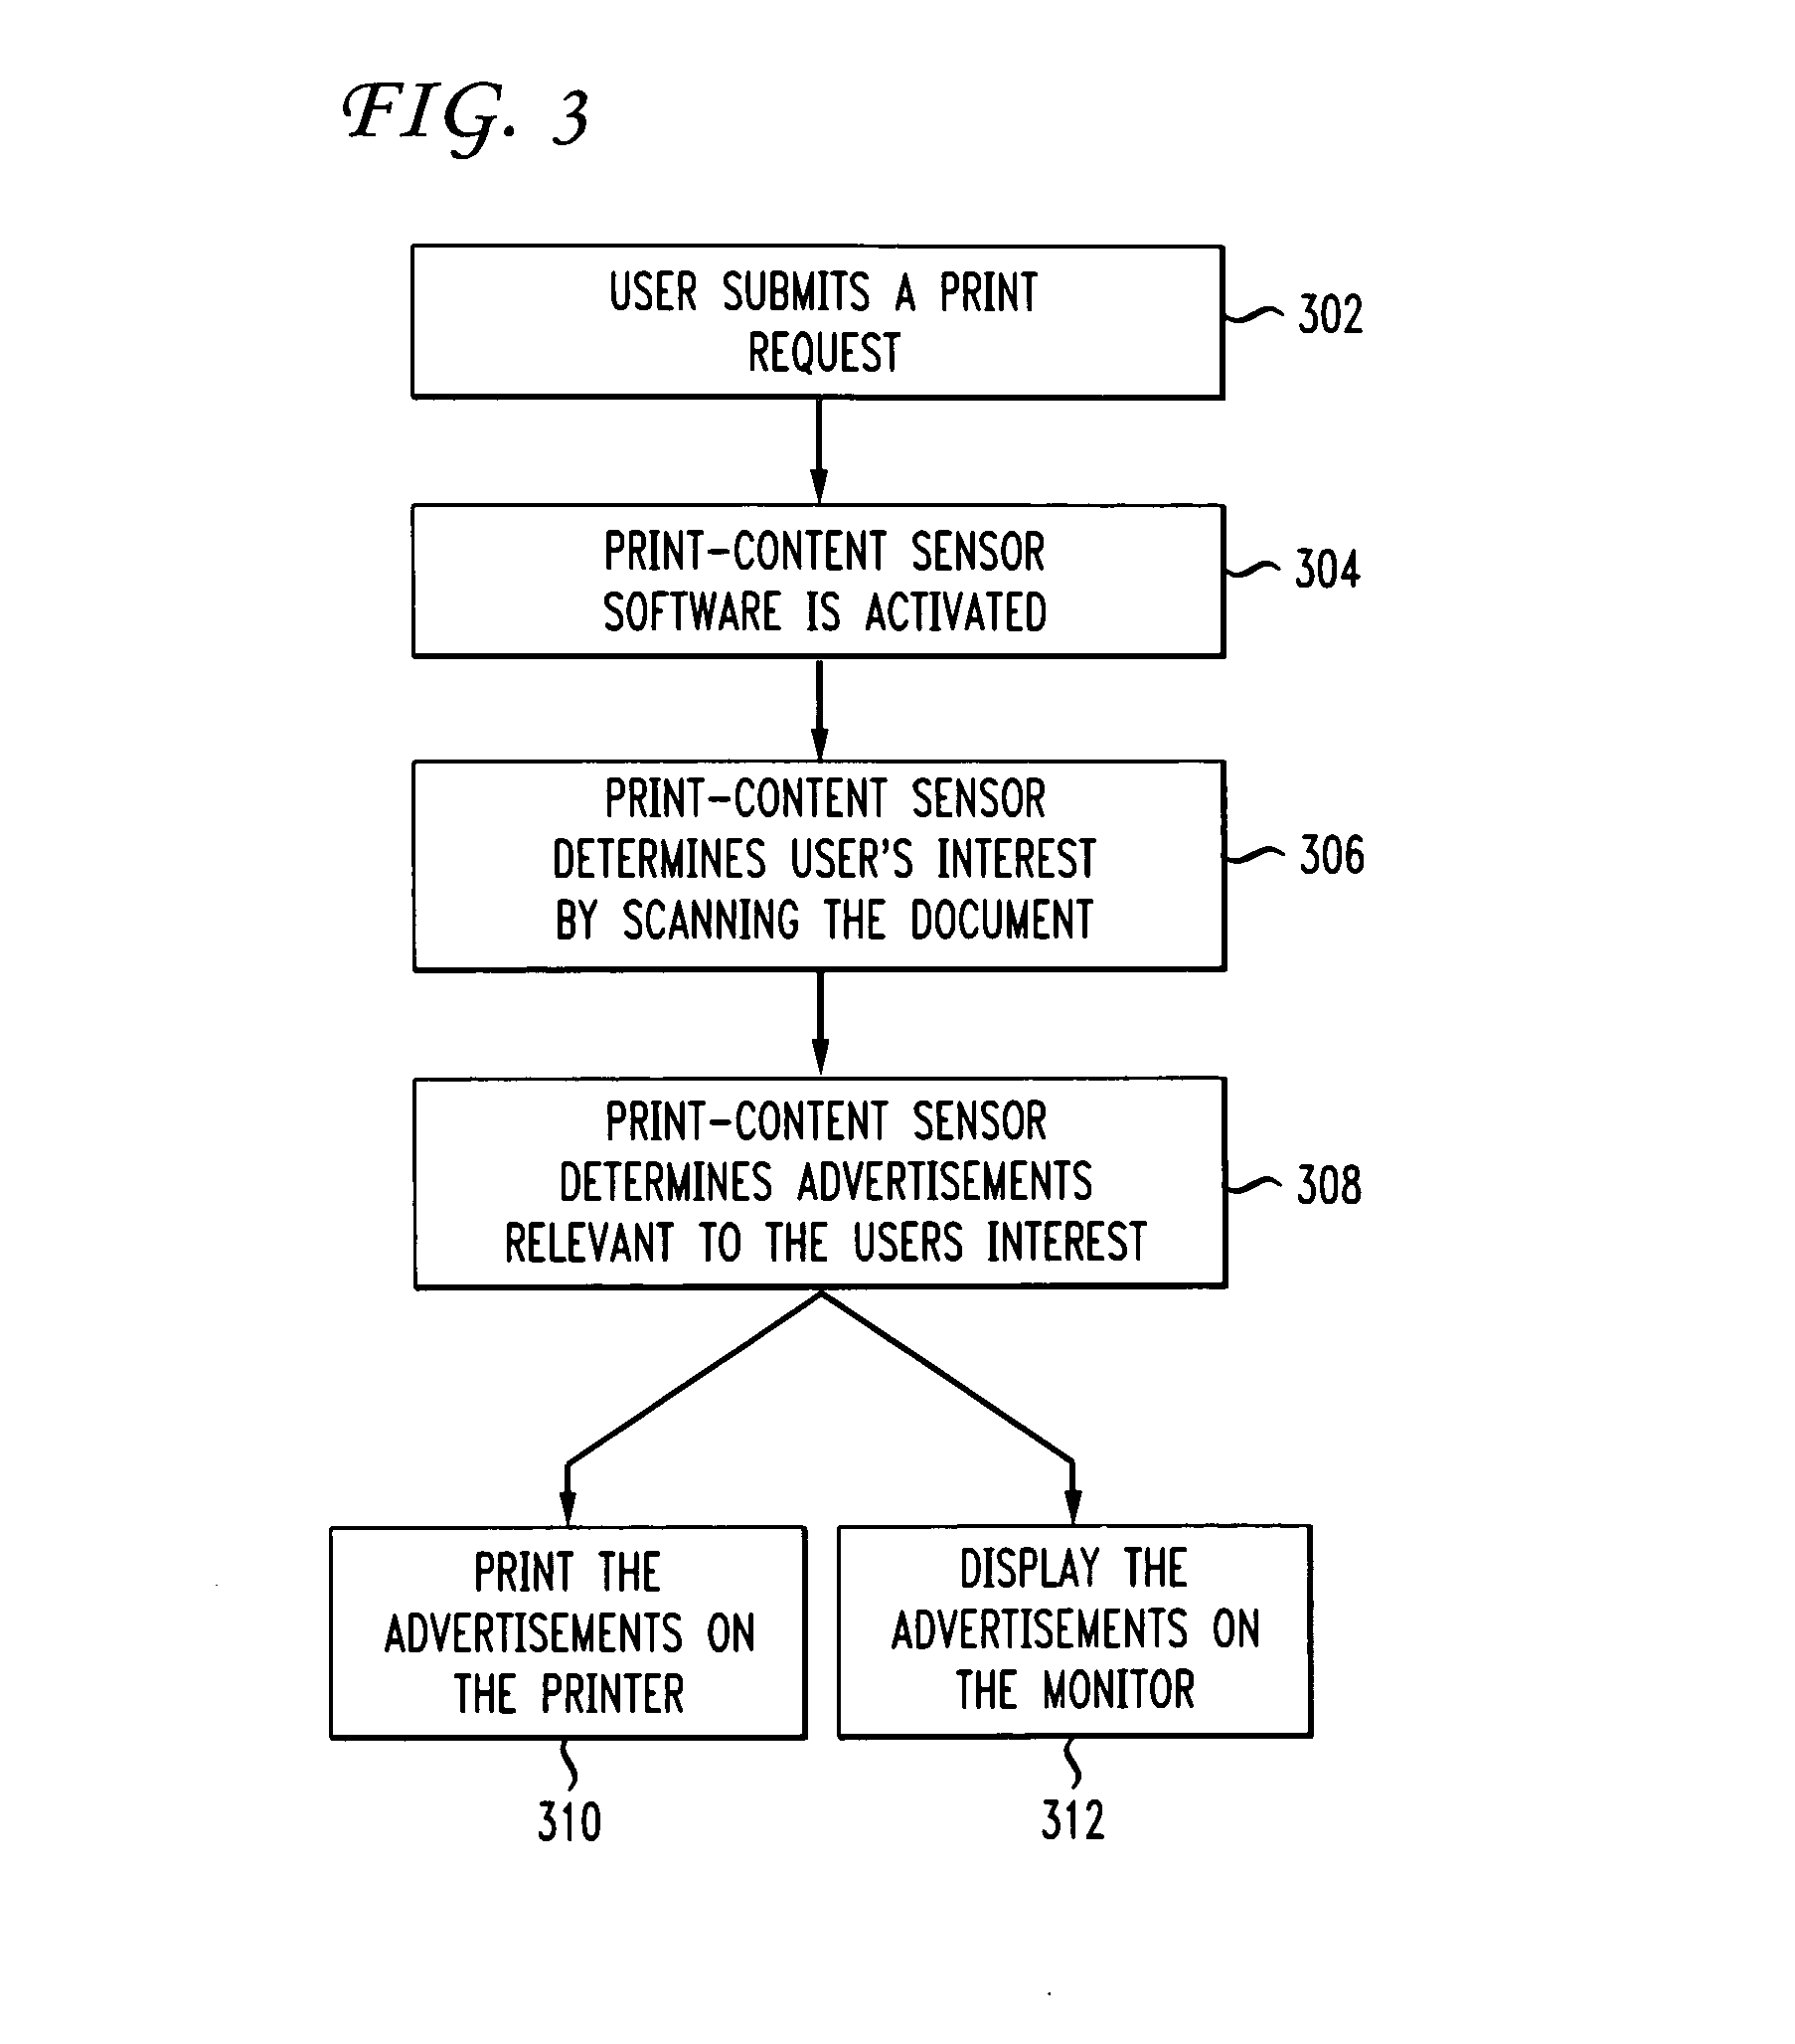 FIG. 3
USER SUBMITS A PRINT
REQUEST
302
PRINT-CONTENT SENSOR
SOFTWARE IS ACTIVATED
304
PRINT-CONTENT SENSOR
DETERMINES USER'S INTEREST
BY SCANNING THE DOCUMENT
306
PRINT-CONTENT SENSOR
DETERMINES ADVERTISEMENTS
RELEVANT TO THE USERS INTEREST
308
PRINT THE
ADVERTISEMENTS ON
THE PRINTER
310
DISPLAY THE
ADVERTISEMENTS ON
THE MONITOR
312